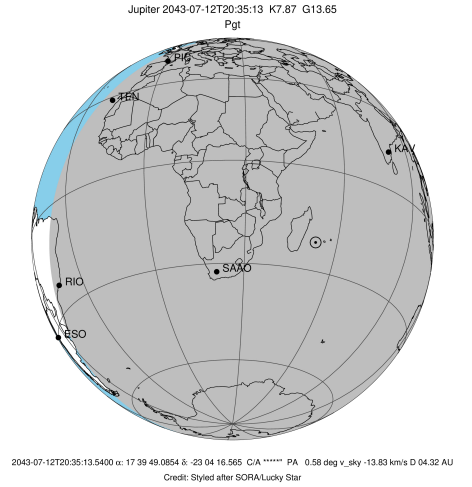 Jupiter 2043-07-12T20:35:13 K7.87 G13.65
Pgt
PIC
TEN
KAV
SAAO
RIO
ESO
2043-07-12T20:35:13.5400 α: 17 39 49.0854 δ: -23 04 16.565 C/A *****" PA 0.58 deg v_sky -13.83 km/s D 04.32 AU
Credit: Styled after SORA/Lucky Star